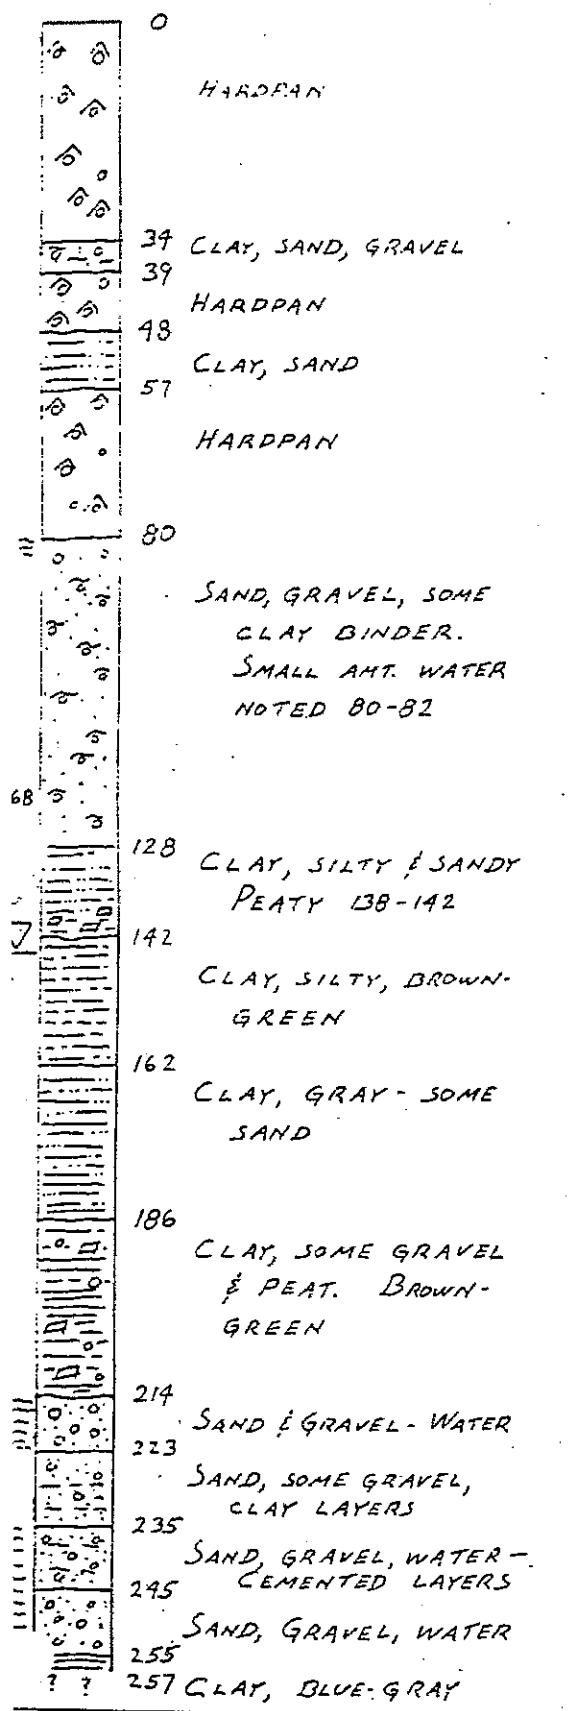 0
HARDPAN
34 CLAY, SAND, GRAVEL
39
HARDPAN
48
CLAY, SAND
57
HARDPAN
80
SAND, GRAVEL, SOME
CLAY BINDER.
SMALL AMT. WATER
NOTED 80-82
68
128
CLAY, SILTY & SANDY
PEATY 138-142
142
CLAY, SILTY, BROWN-
GREEN
162
CLAY, GRAY - SOME
SAND
186
CLAY, SOME GRAVEL
& PEAT. BROWN-
GREEN
214
SAND & GRAVEL - WATER
223
SAND, SOME GRAVEL,
CLAY LAYERS
235
SAND, GRAVEL, WATER -
CEMENTED LAYERS
245
SAND, GRAVEL, WATER
255
? ? 257 CLAY, BLUE-GRAY